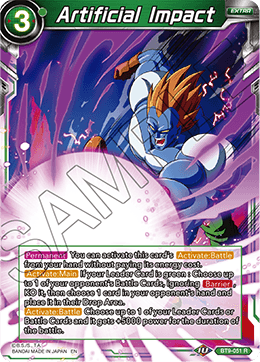 3
Artificial Impact
EXTRA
SAMPLE
Permanent You can activate this card's Activate:Battle
from your hand without paying its energy cost.
Activate:Main If your Leader Card is green : Choose up
to 1 of your opponent's Battle Cards, ignoring Barrier
KO it, then choose 1 card in your opponent's hand and
place it in their Drop Area.
Activate:Battle Choose up to 1 of your Leader Cards or
Battle Cards and it gets +5000 power for the duration of
the battle.
©B.S./S., T.A.
BANDAI MADE IN JAPAN EN
BT9-051 R